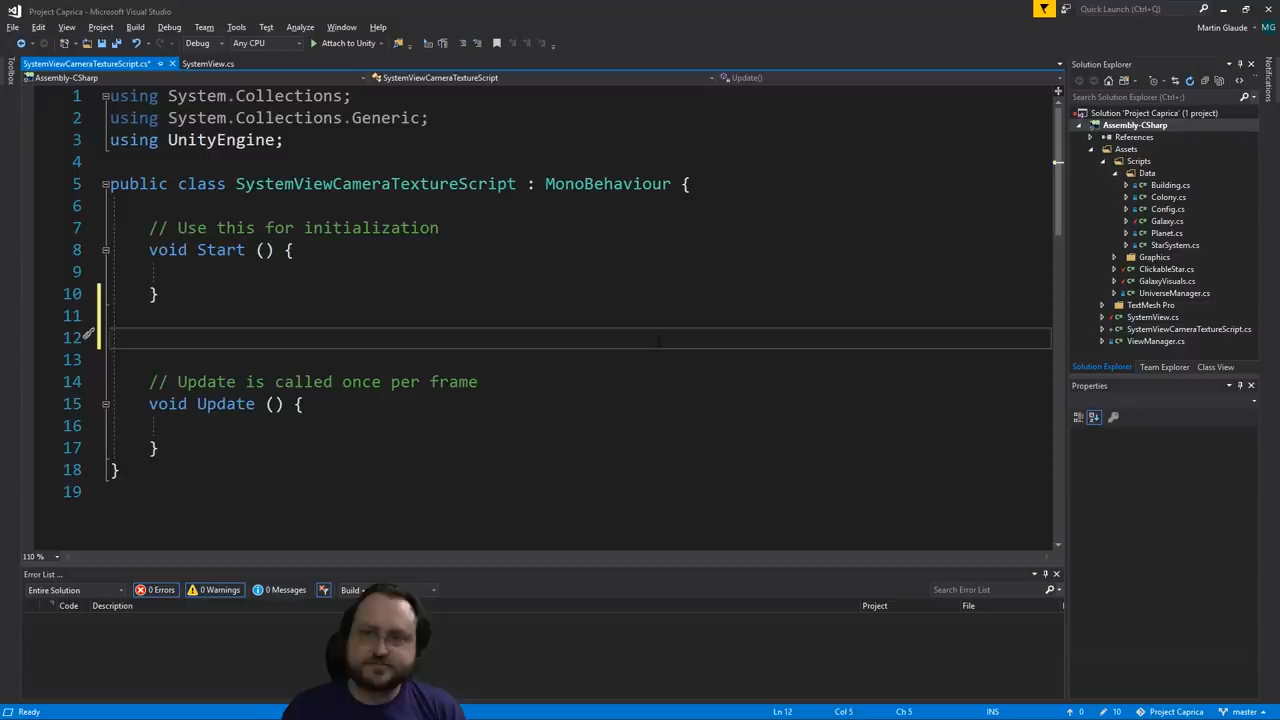 Project Caprica - Microsoft Visual Studio
Quick Launch (Ctrl+Q)
File Edit View Project Build Debug Team Tools Test Analyze Window Help
Martin Glaude MG
Debug Any CPU Attach to Unity
Toolbox
SystemViewCameraTextureScript.cs* SystemView.cs
Assembly-CSharp SystemViewCameraTextureScript Update()
1 using System.Collections;
2 using System.Collections.Generic;
3 using UnityEngine;
4
5 public class SystemViewCameraTextureScript : MonoBehaviour {
6
7 // Use this for initialization
8 void Start () {
9
10 }
11
12
13
14 // Update is called once per frame
15 void Update () {
16
17 }
18 }
19
110 %
Solution Explorer
Search Solution Explorer (Ctrl+;)
Solution 'Project Caprica' (1 project)
Assembly-CSharp
References
Assets
Scripts
Data
Building.cs
Colony.cs
Config.cs
Galaxy.cs
Planet.cs
StarSystem.cs
Graphics
ClickableStar.cs
GalaxyVisuals.cs
UniverseManager.cs
TextMesh Pro
SystemView.cs
SystemViewCameraTextureScript.cs
ViewManager.cs
Solution Explorer Team Explorer Class View
Properties
Notifications
Error List ...
Entire Solution 0 Errors 0 Warnings 0 Messages Build
Search Error List
Code Description Project File
Ready Ln 12 Col 5 Ch 5 INS 0 10 Project Caprica master